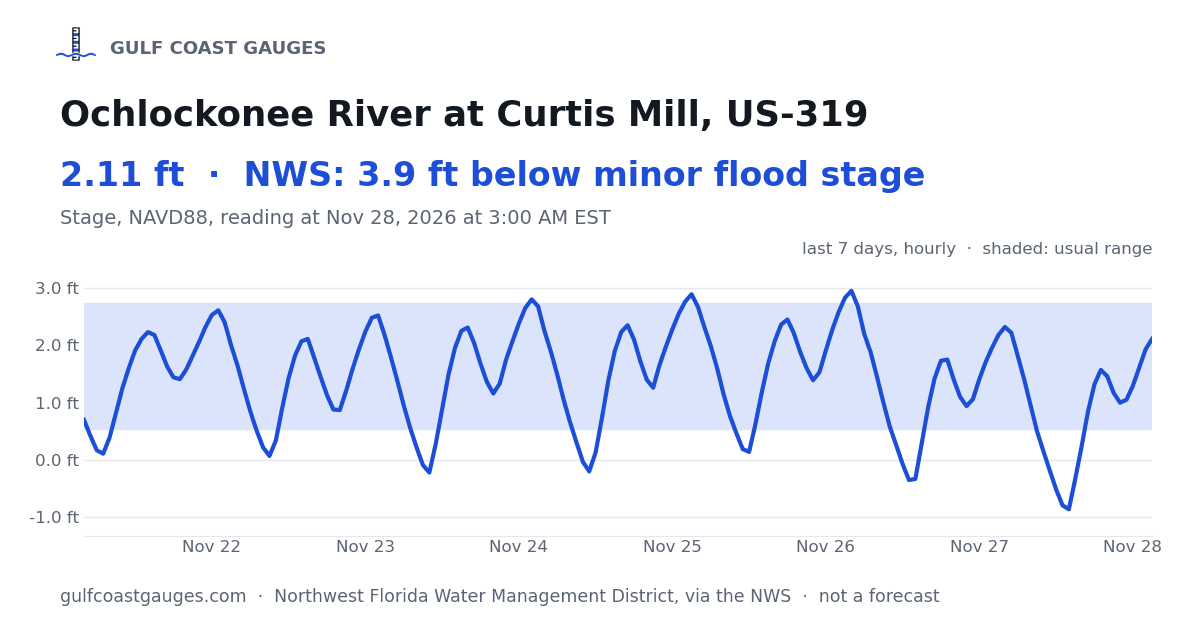 GULF COAST GAUGES
Ochlockonee River at Curtis Mill, US-319
2.11 ft · NWS: 3.9 ft below minor flood stage
Stage, NAVD88, reading at Nov 28, 2026 at 3:00 AM EST
last 7 days, hourly · shaded: usual range
3.0 ft
2.0 ft
1.0 ft
0.0 ft
-1.0 ft
Nov 22 Nov 23 Nov 24 Nov 25 Nov 26 Nov 27 Nov 28
gulfcoastgauges.com · Northwest Florida Water Management District, via the NWS · not a forecast